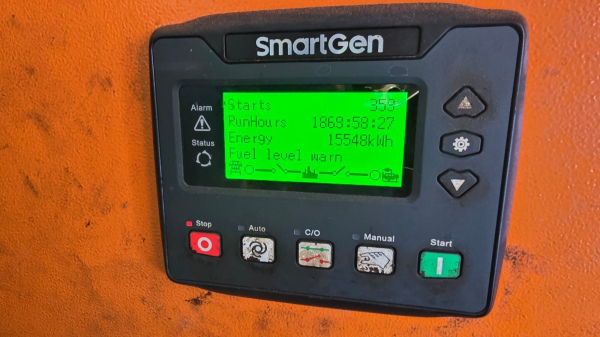 SmartGen
Alarm
Status
Starts 353
RunHours 1869:58:27
Energy 15548kWh
Fuel level warn
Stop
Auto
C/O
Manual
Start